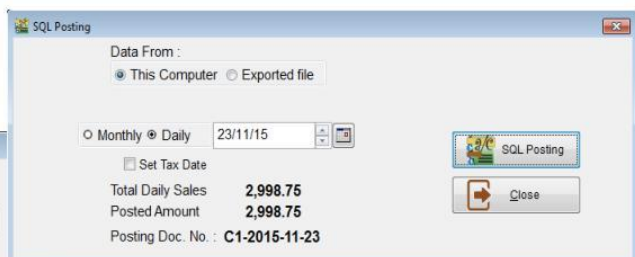 SQL Posting
Data From :
This Computer Exported file
Monthly Daily 23/11/15
SQL Posting
Set Tax Date
Total Daily Sales 2,998.75
Close
Posted Amount 2,998.75
Posting Doc. No. : C1-2015-11-23